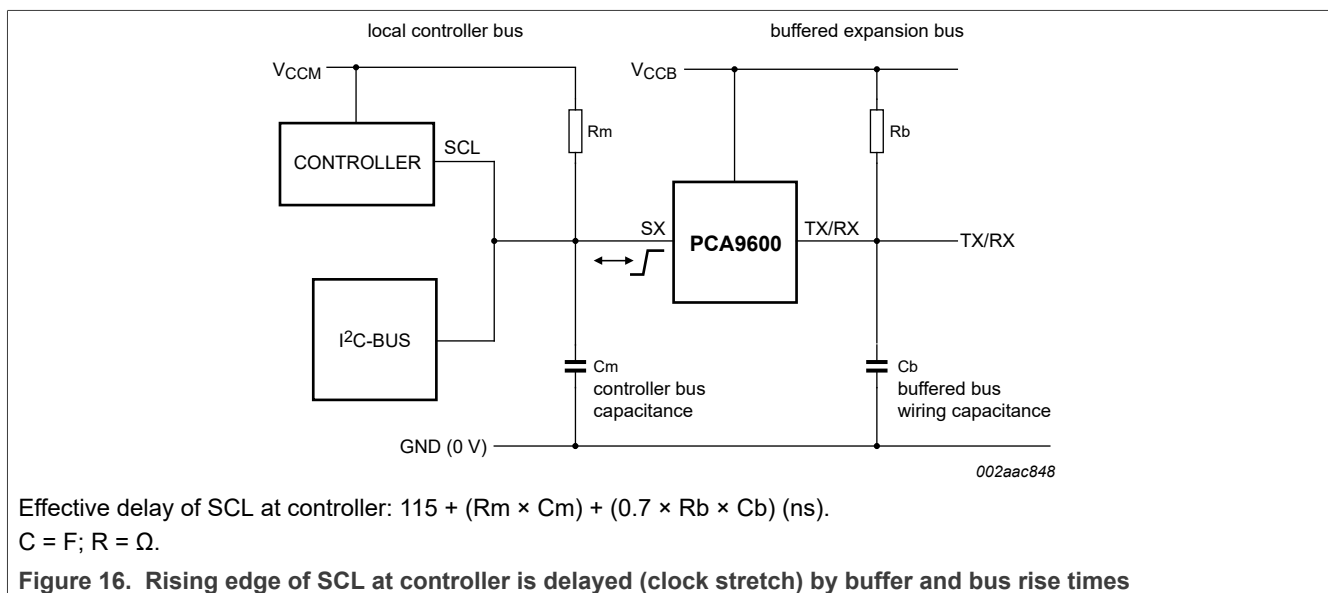 local controller bus
buffered expansion bus
VCCM
VCCB
Rm
Rb
CONTROLLER
SCL
SX
PCA9600
TX/RX
TX/RX
I²C-BUS
Cm
controller bus
capacitance
Cb
buffered bus
wiring capacitance
GND (0 V)
002aac848
Effective delay of SCL at controller: 115 + (Rm × Cm) + (0.7 × Rb × Cb) (ns).
C = F; R = Ω.
Figure 16. Rising edge of SCL at controller is delayed (clock stretch) by buffer and bus rise times